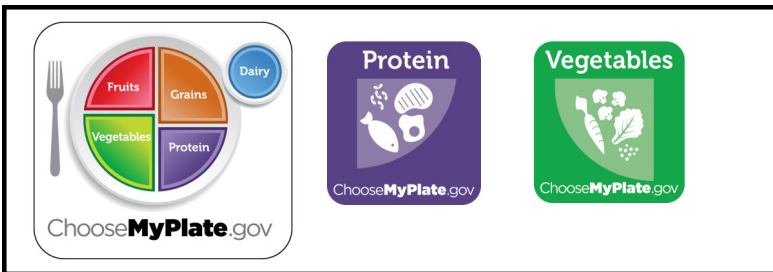 Fruits
Grains
Dairy
Vegetables
Protein
ChooseMyPlate.gov
Protein
ChooseMyPlate.gov
Vegetables
ChooseMyPlate.gov